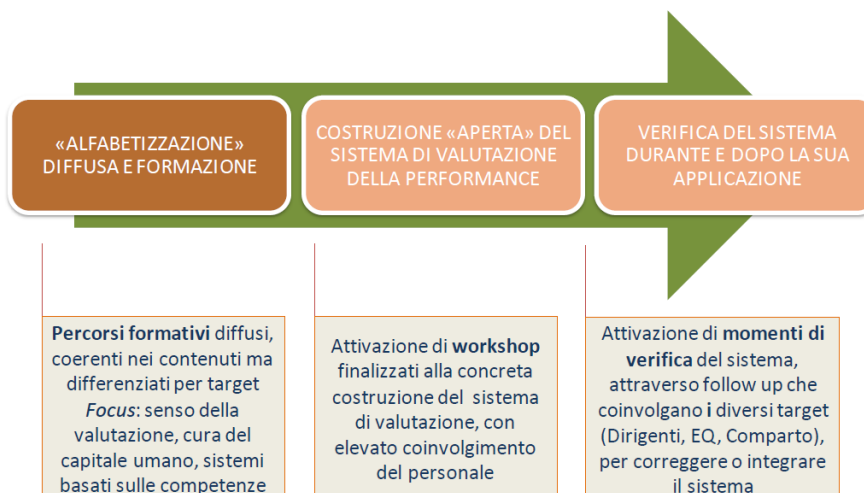 «ALFABETIZZAZIONE»
DIFFUSA E FORMAZIONE
COSTRUZIONE «APERTA» DEL
SISTEMA DI VALUTAZIONE
DELLA PERFORMANCE
VERIFICA DEL SISTEMA
DURANTE E DOPO LA SUA
APPLICAZIONE
Percorsi formativi diffusi,
coerenti nei contenuti ma
differenziati per target
Focus: senso della
valutazione, cura del
capitale umano, sistemi
basati sulle competenze
Attivazione di workshop
finalizzati alla concreta
costruzione del sistema
di valutazione, con
elevato coinvolgimento
del personale
Attivazione di momenti di
verifica del sistema,
attraverso follow up che
coinvolgano i diversi target
(Dirigenti, EQ, Comparto),
per correggere o integrare
il sistema